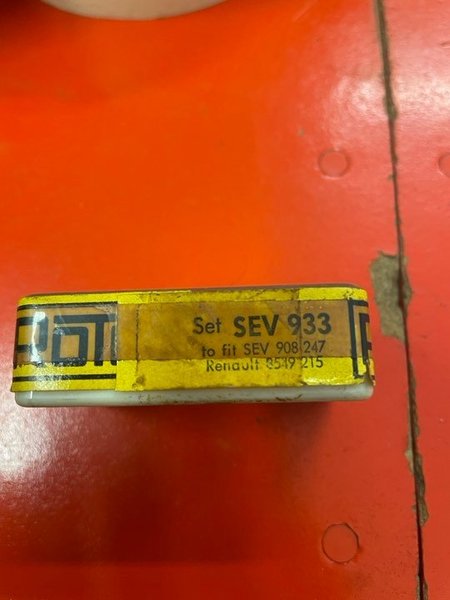 Set SEV 933
to fit SEV 908 247
Renault 8549 215